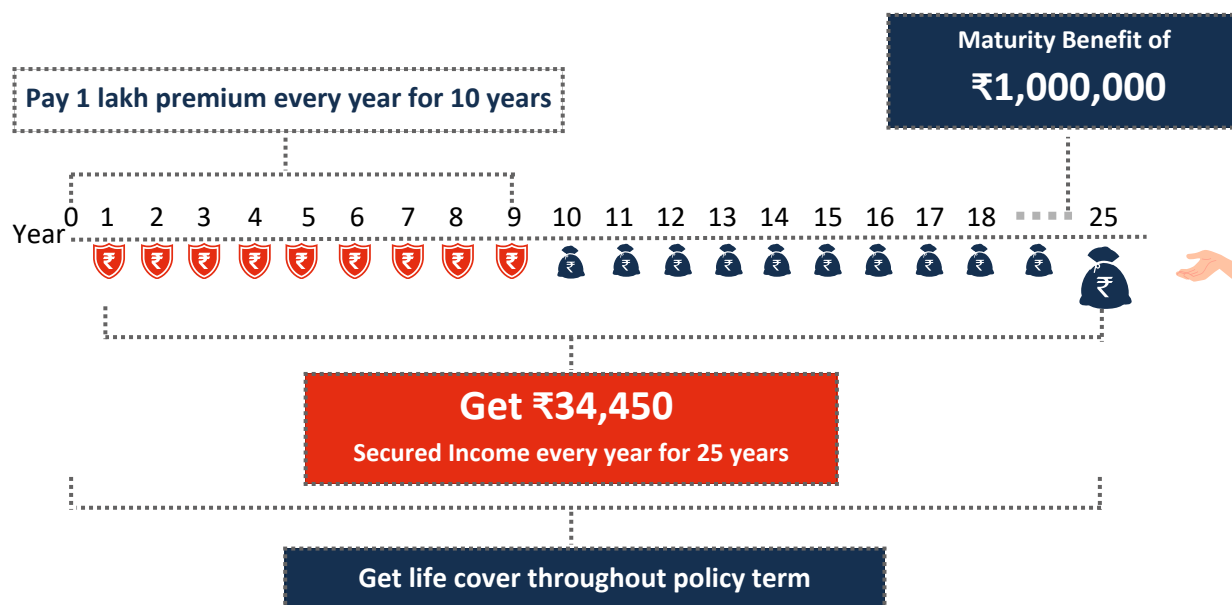 Maturity Benefit of
₹1,000,000
Pay 1 lakh premium every year for 10 years
0 1 2 3 4 5 6 7 8 9 10 11 12 13 14 15 16 17 18 25
Year
₹ ₹ ₹ ₹ ₹ ₹ ₹ ₹ ₹ ₹ ₹ ₹ ₹ ₹ ₹ ₹ ₹ ₹ ₹ ₹
Get ₹34,450
Secured Income every year for 25 years
Get life cover throughout policy term